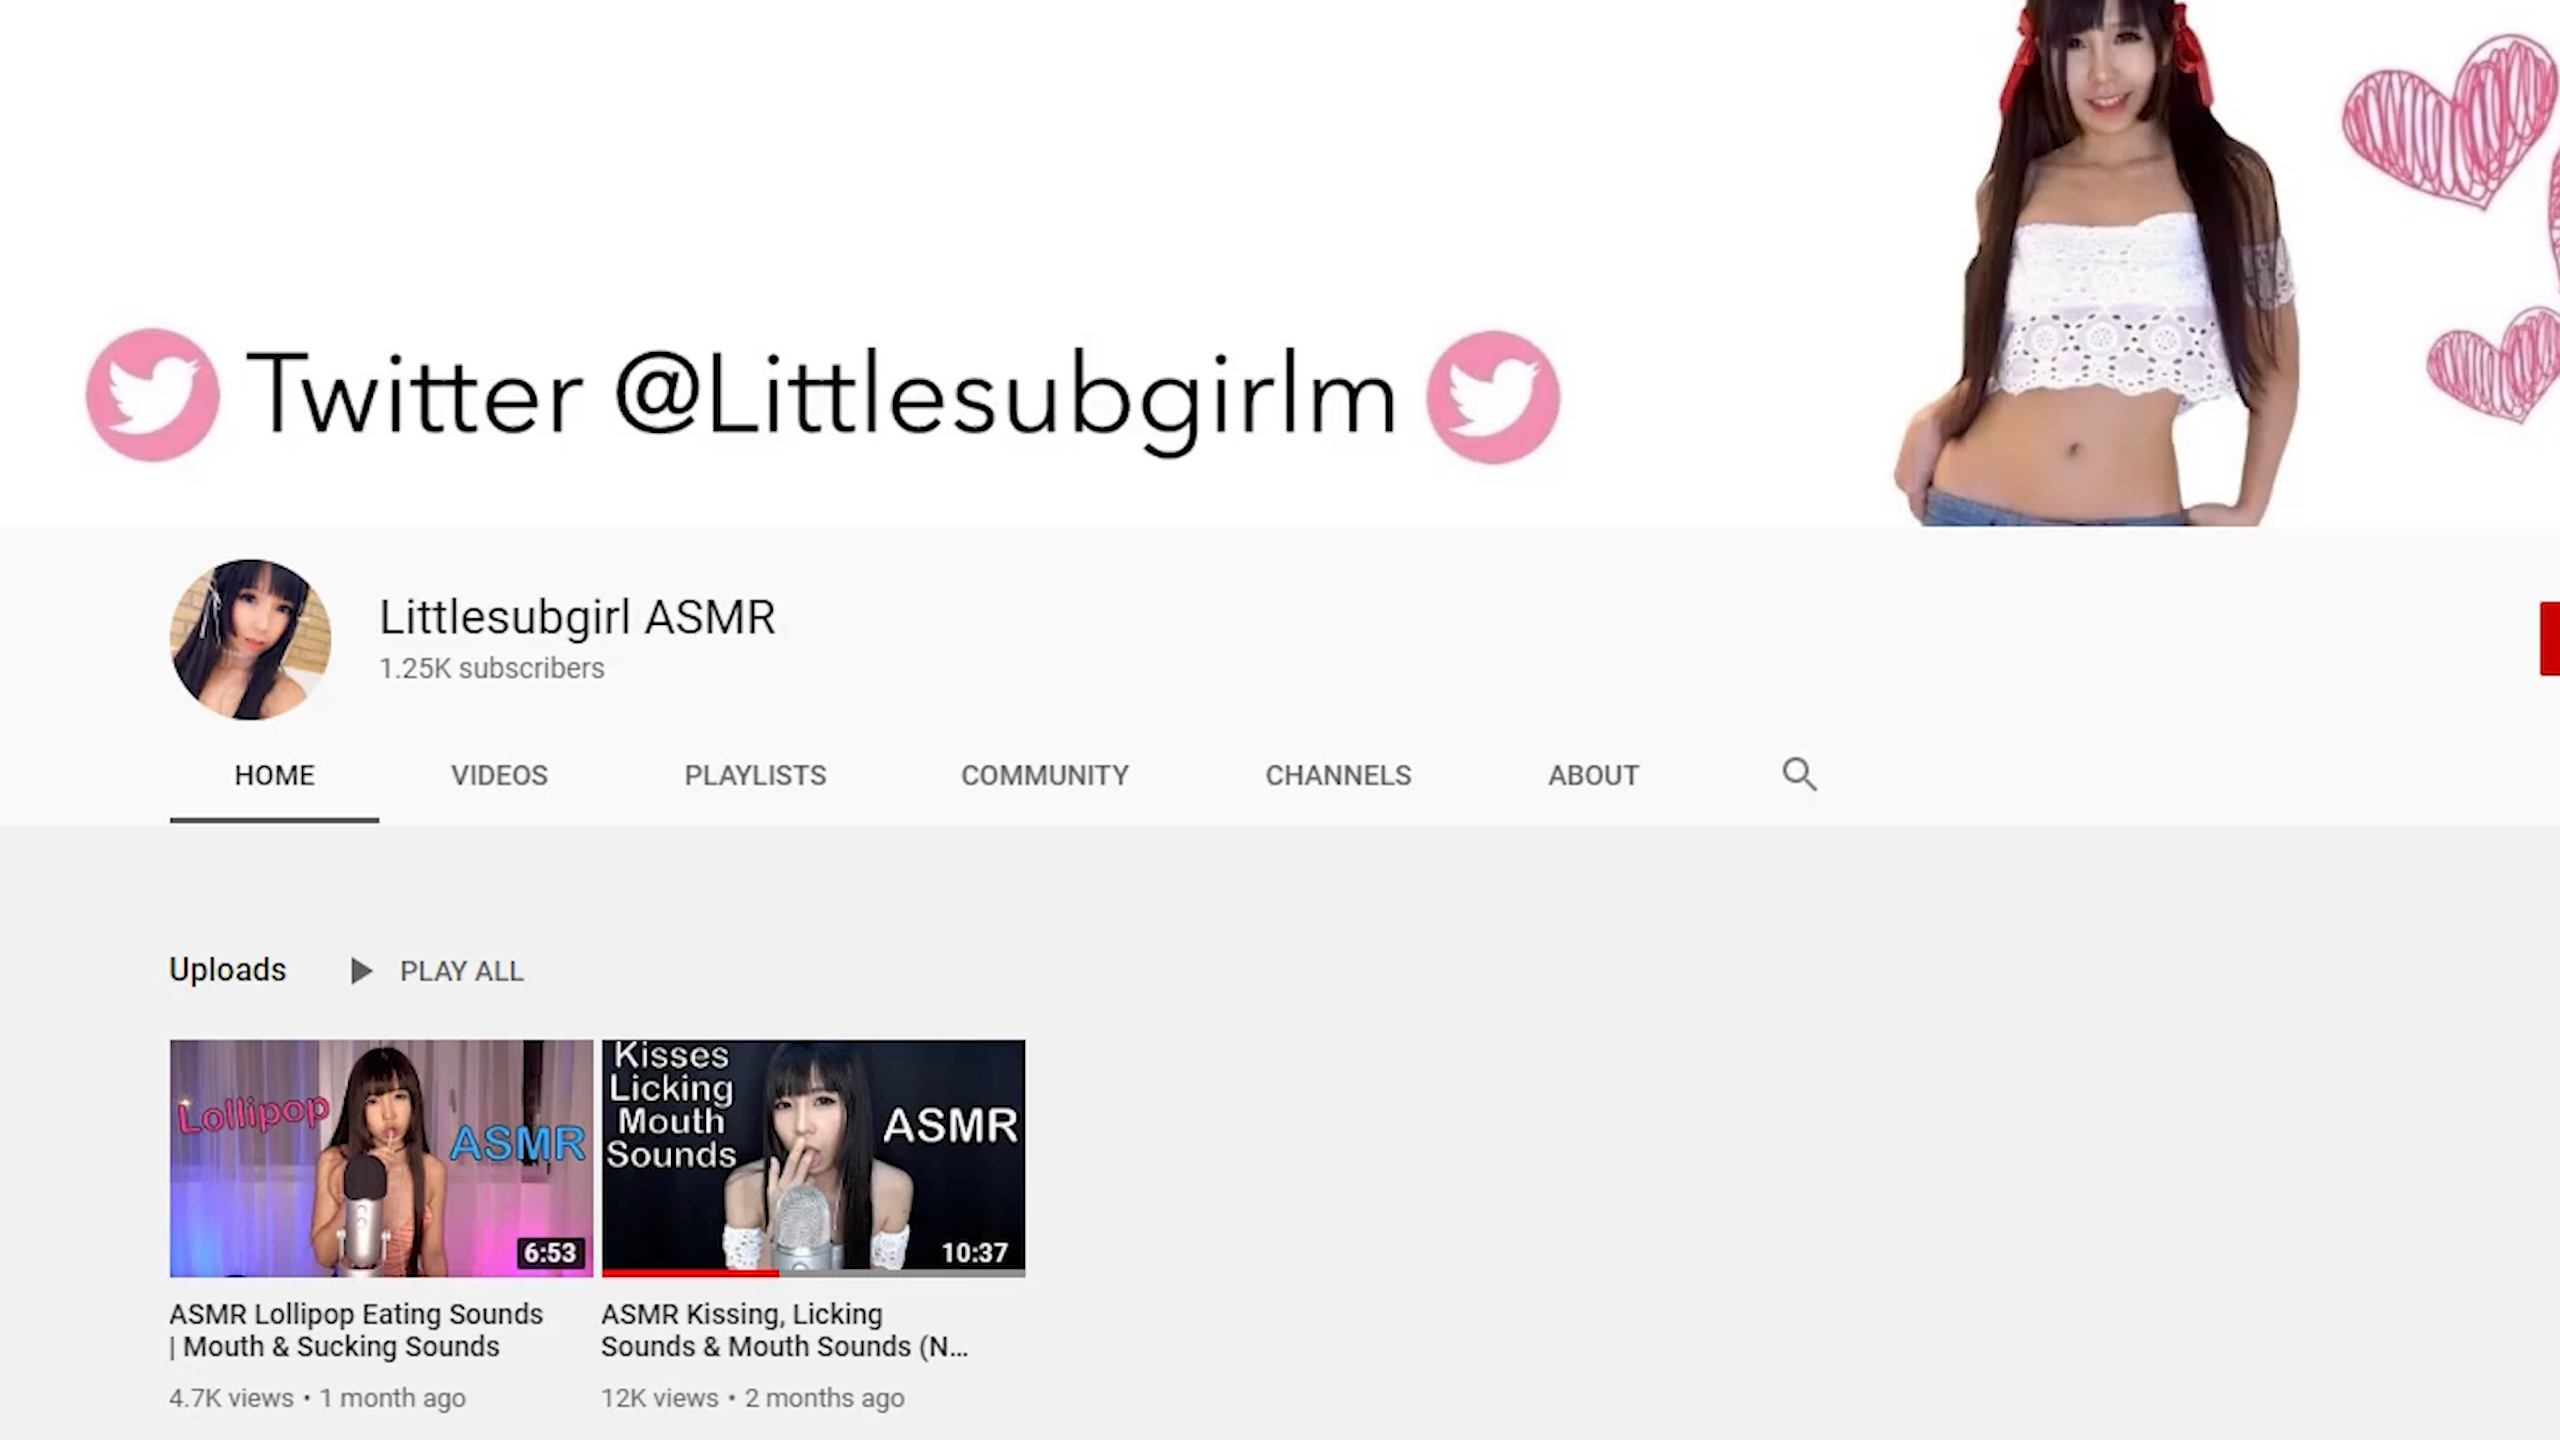 Twitter @Littlesubgirlm
Littlesubgirl ASMR
1.25K subscribers
HOME VIDEOS PLAYLISTS COMMUNITY CHANNELS ABOUT
Uploads PLAY ALL
Lollipop
ASMR
6:53
Kisses
Licking
Mouth
Sounds
ASMR
10:37
ASMR Lollipop Eating Sounds
| Mouth & Sucking Sounds
4.7K views • 1 month ago
ASMR Kissing, Licking
Sounds & Mouth Sounds (N...
12K views • 2 months ago